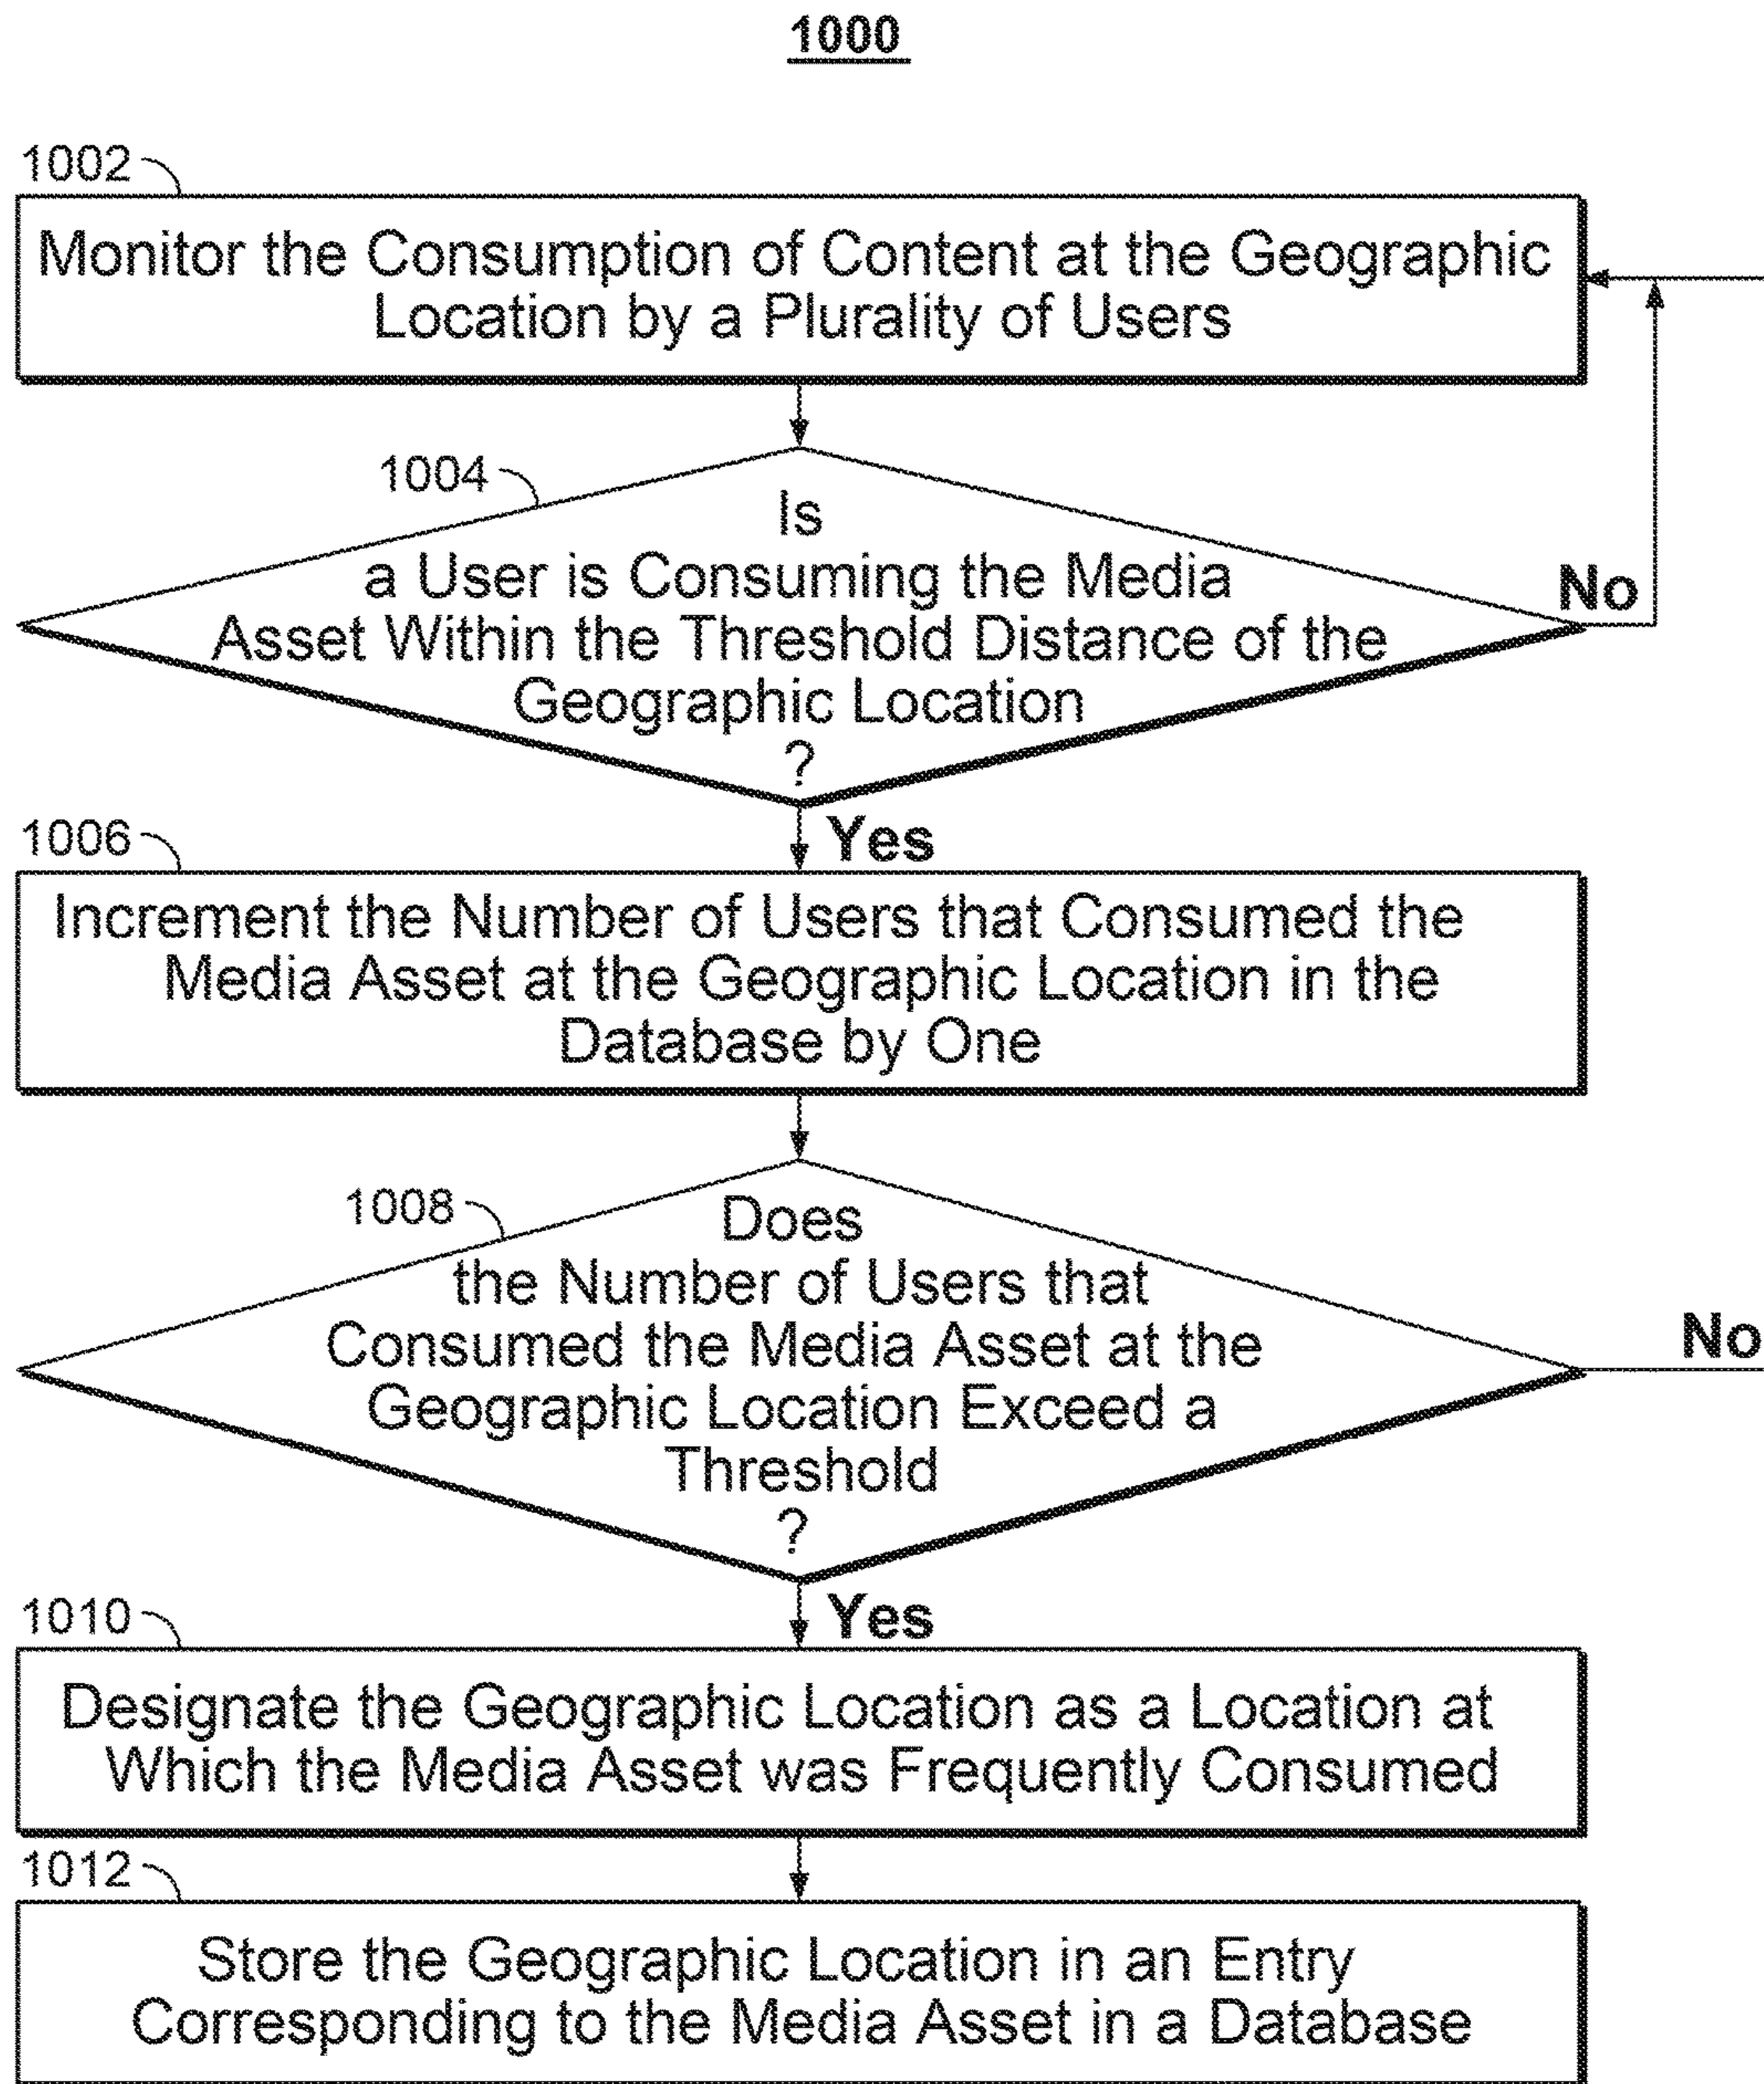 1000
1002
Monitor the Consumption of Content at the Geographic
Location by a Plurality of Users
1004
Is
a User is Consuming the Media
Asset Within the Threshold Distance of the
Geographic Location
?
No
Yes
1006
Increment the Number of Users that Consumed the
Media Asset at the Geographic Location in the
Database by One
1008
Does
the Number of Users that
Consumed the Media Asset at the
Geographic Location Exceed a
Threshold
?
No
Yes
1010
Designate the Geographic Location as a Location at
Which the Media Asset was Frequently Consumed
1012
Store the Geographic Location in an Entry
Corresponding to the Media Asset in a Database